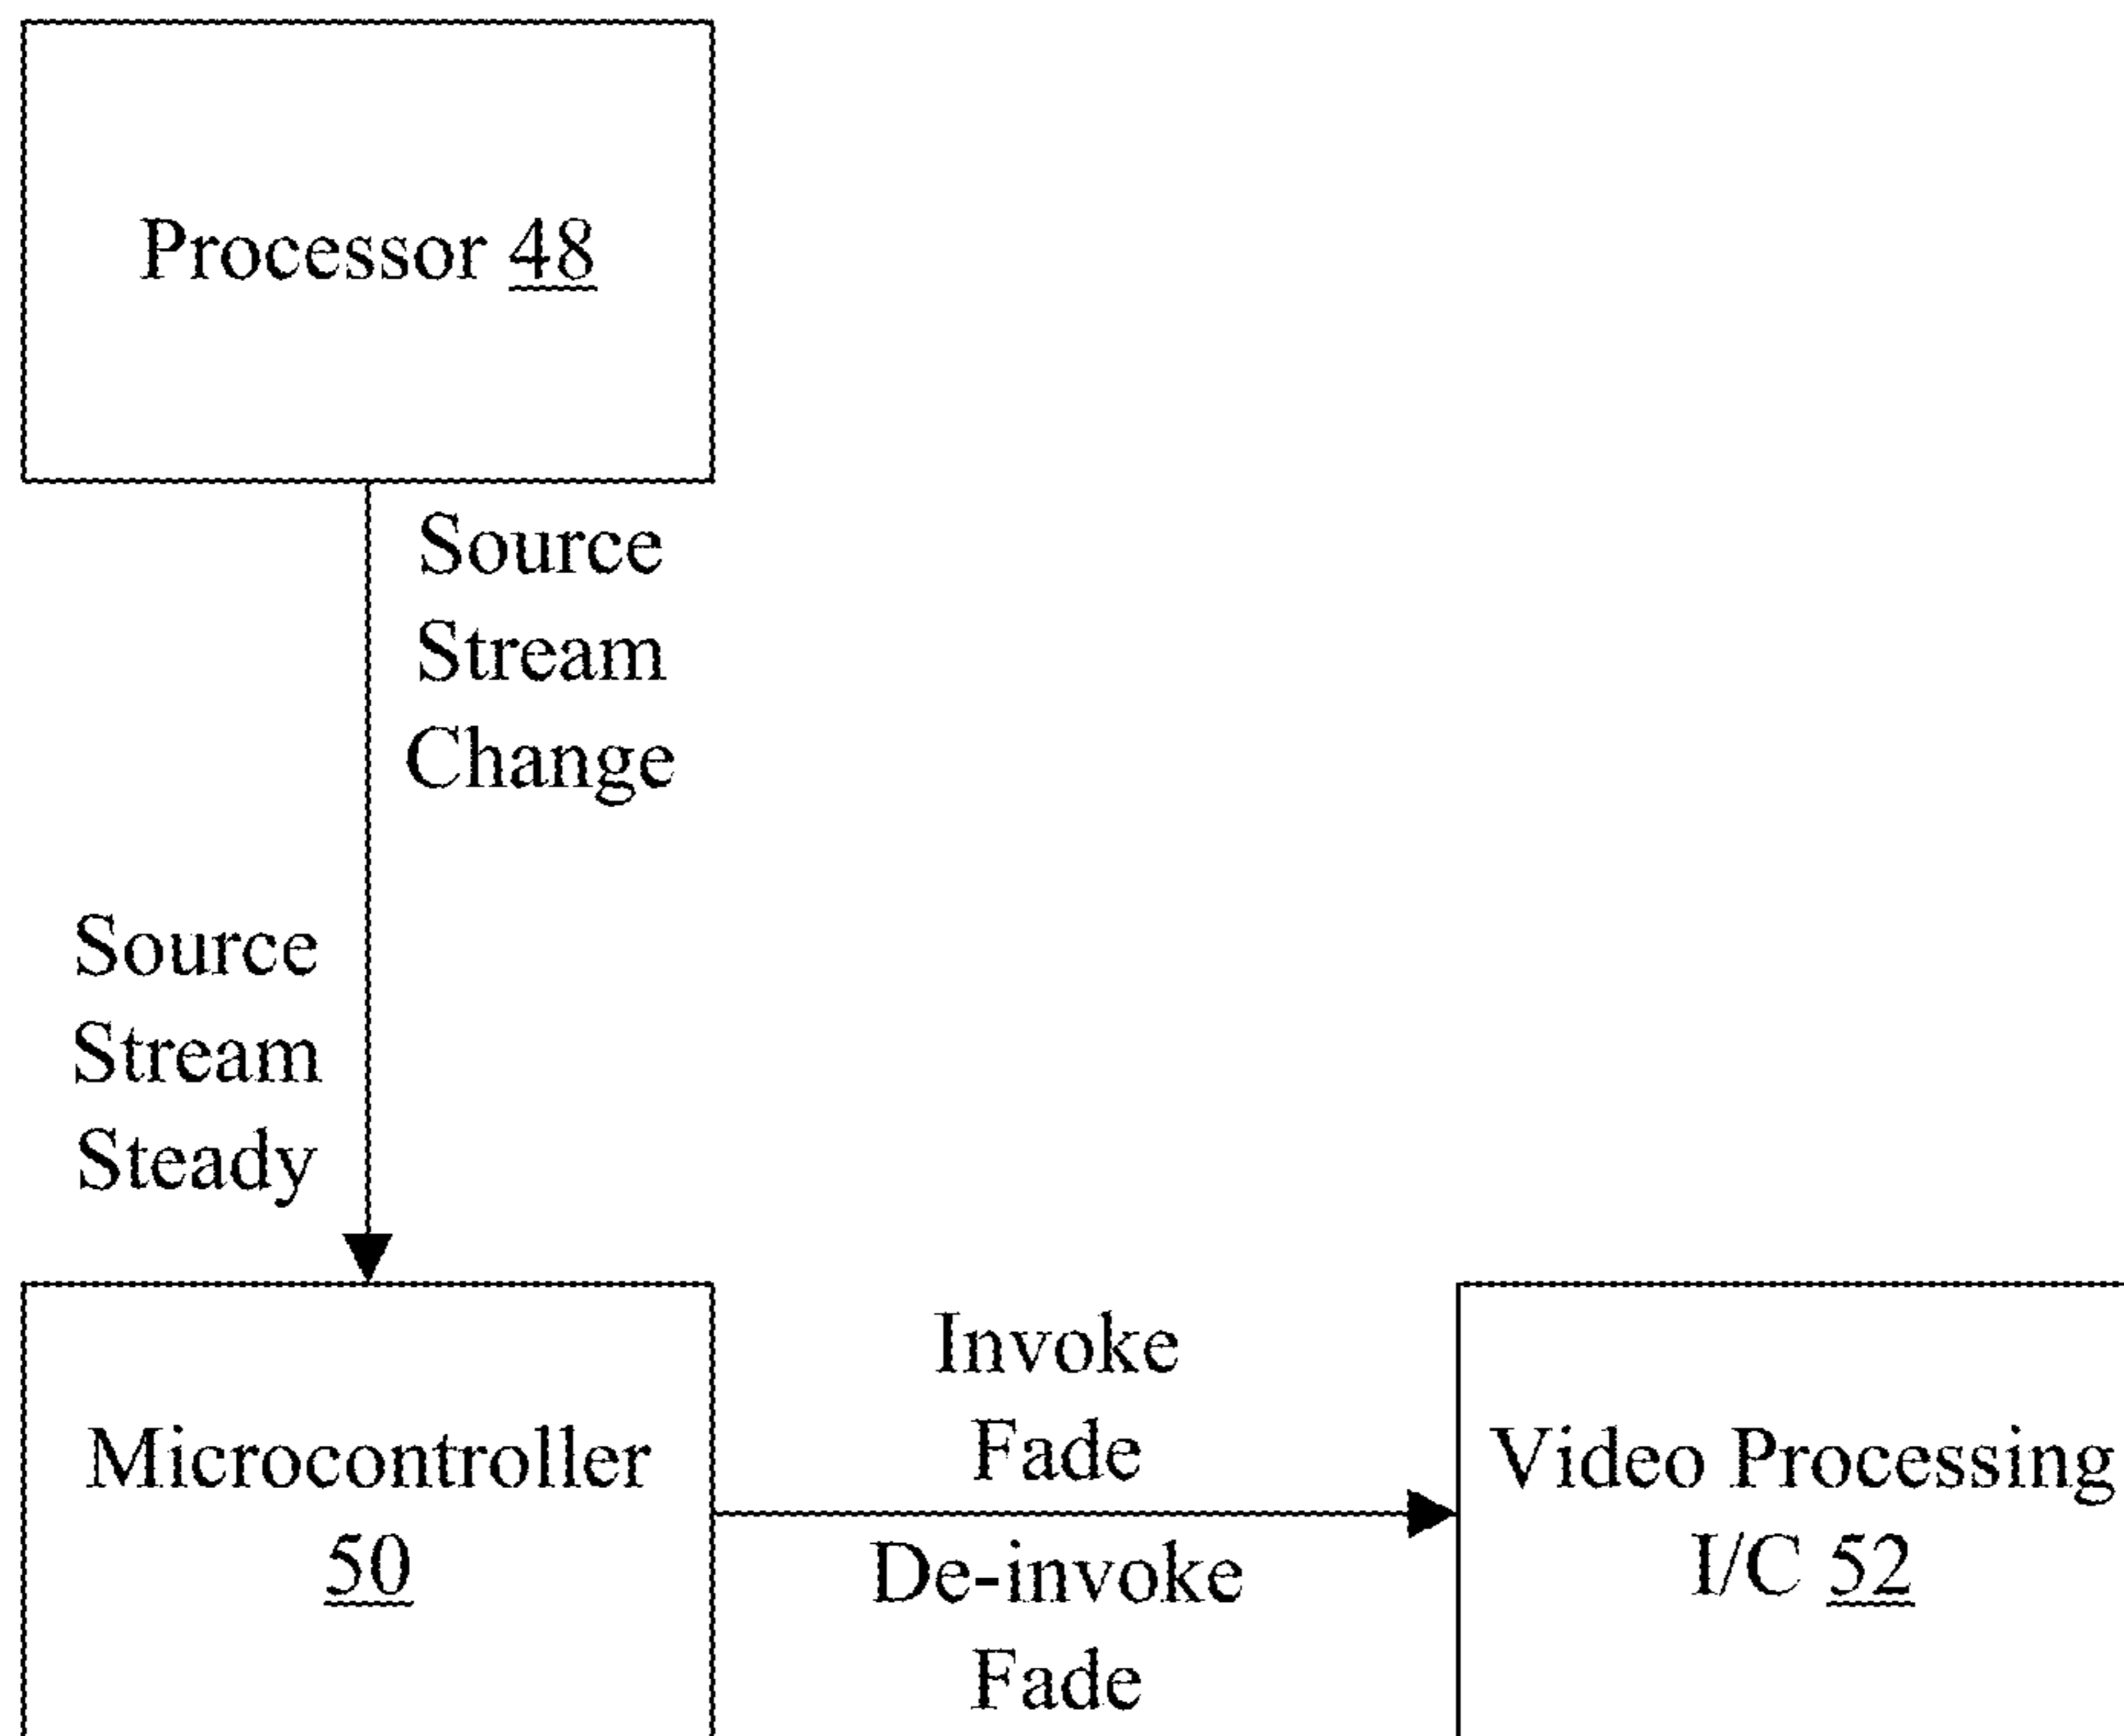 Processor 48
Source
Stream
Change
Source
Stream
Steady
Microcontroller
50
Invoke
Fade
De-invoke
Fade
Video Processing
I/C 52